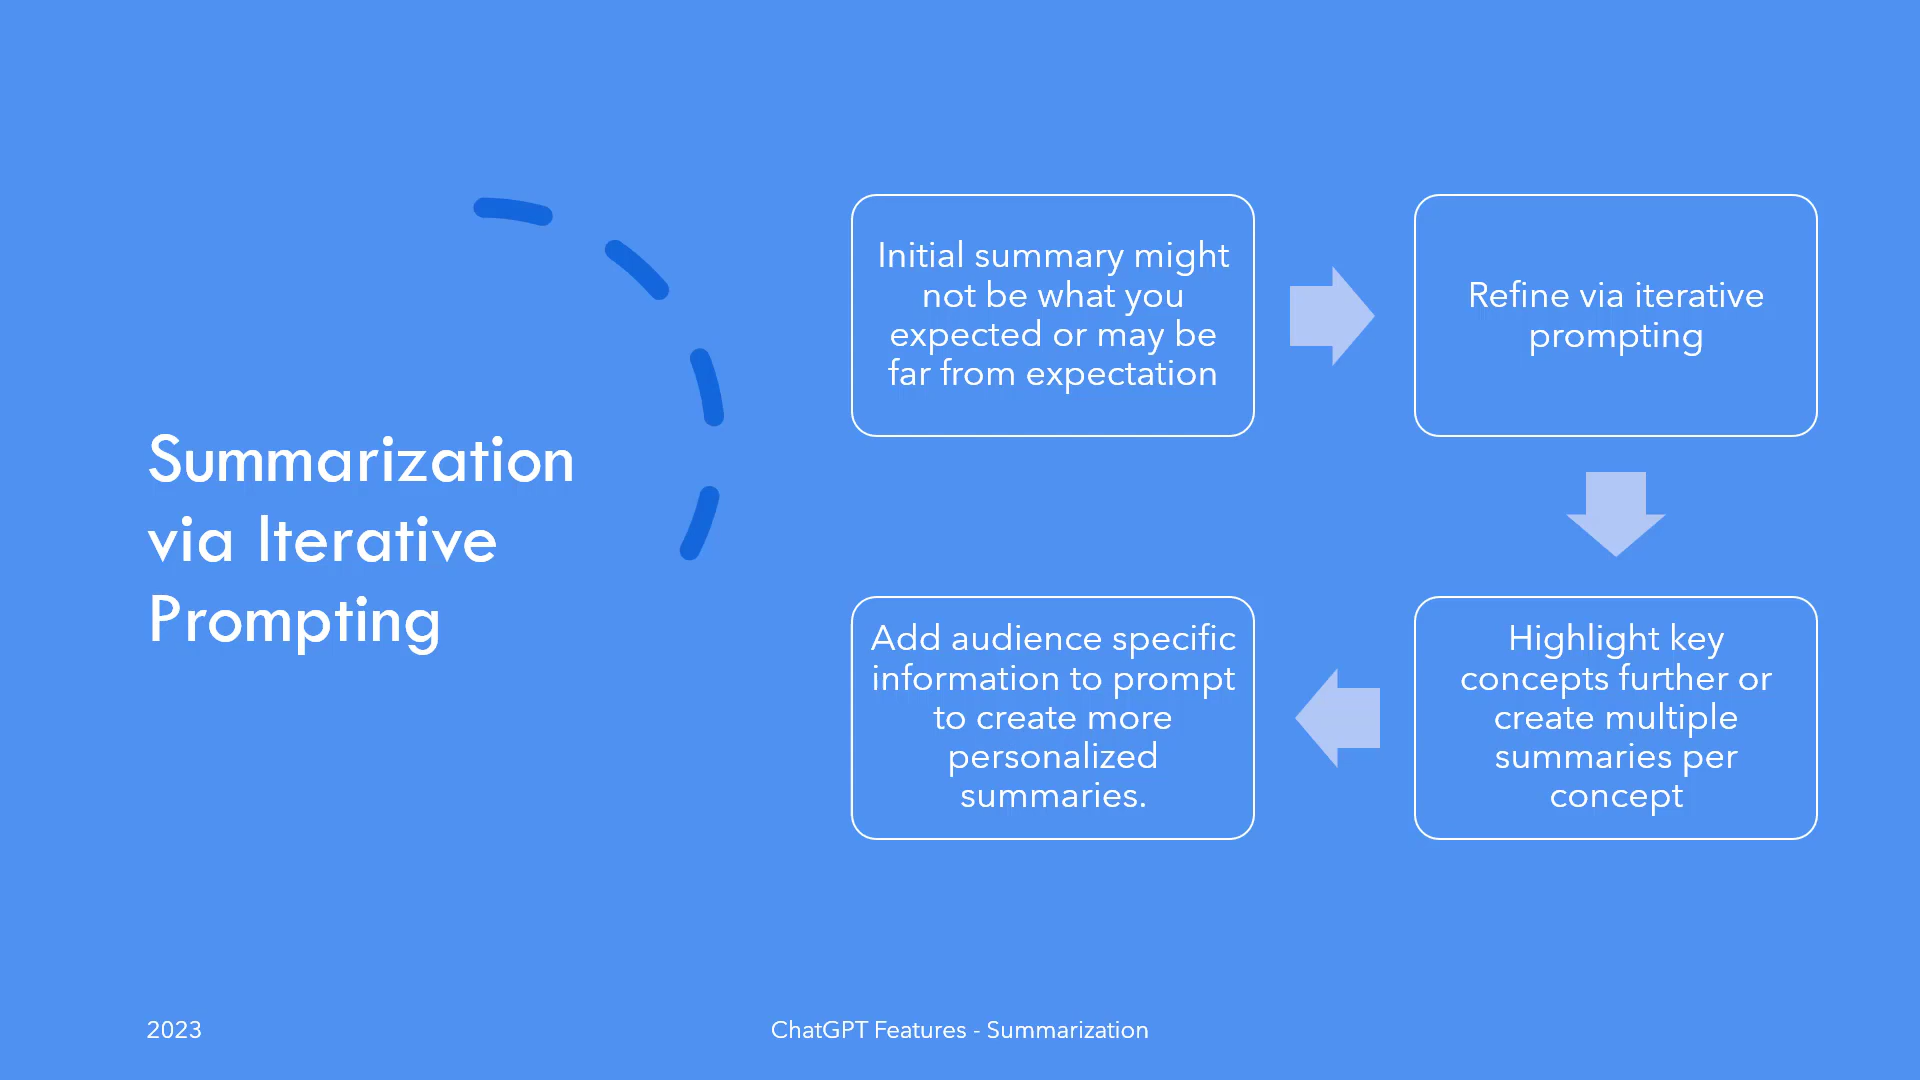 Summarization
via Iterative
Prompting
Initial summary might
not be what you
expected or may be
far from expectation
Refine via iterative
prompting
Highlight key
concepts further or
create multiple
summaries per
concept
Add audience specific
information to prompt
to create more
personalized
summaries.
2023
ChatGPT Features - Summarization